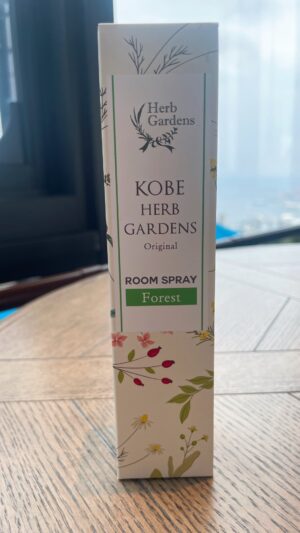 Herb
Gardens
KOBE
HERB
GARDENS
Original
ROOM SPRAY
Forest